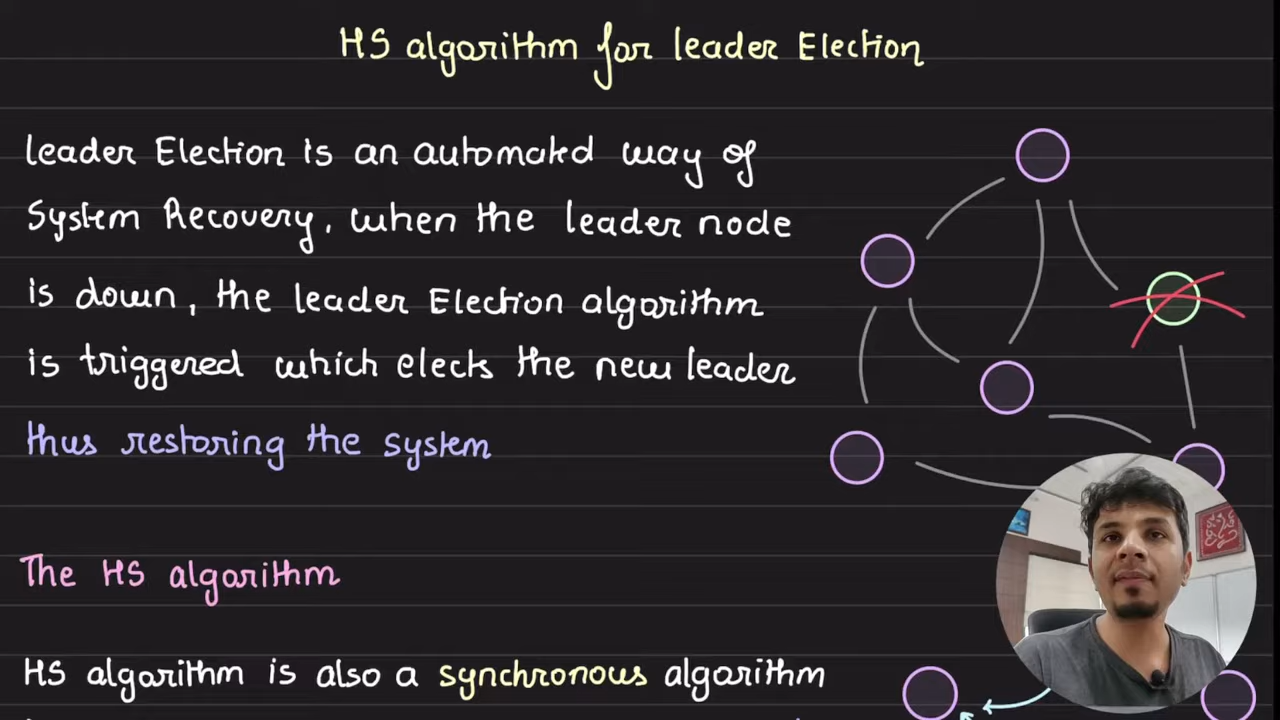 HS algorithm for leader Election
leader Election is an automated way of
System Recovery, when the leader node
is down, the leader Election algorithm
is triggered which elects the new leader
thus restoring the system
The HS algorithm
HS algorithm is also a synchronous algorithm